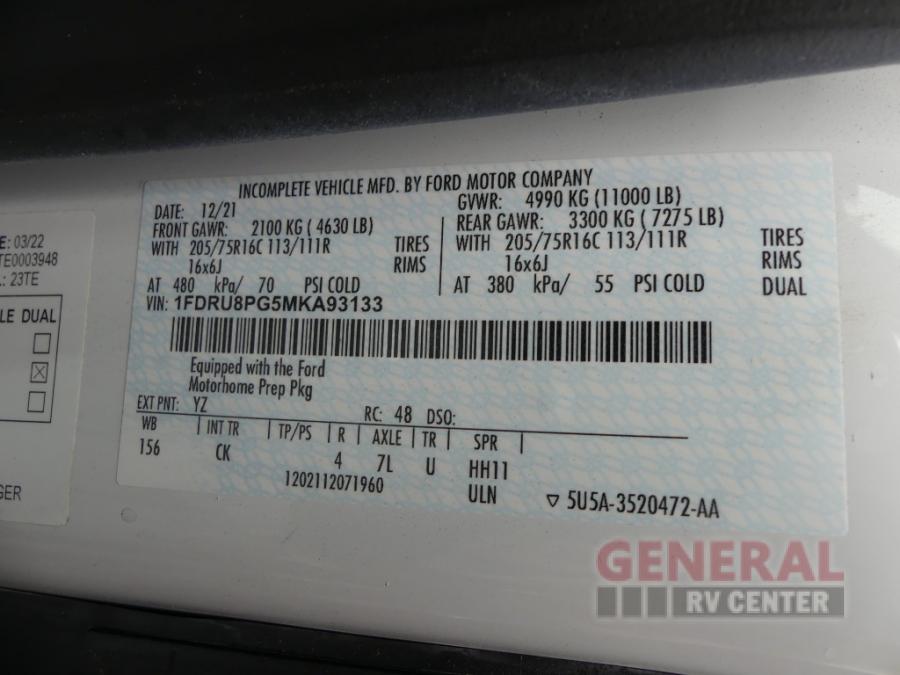 INCOMPLETE VEHICLE MFD. BY FORD MOTOR COMPANY
DATE: 12/21
GVWR: 4990 KG (11000 LB)
FRONT GAWR: 2100 KG ( 4630 LB)
REAR GAWR: 3300 KG ( 7275 LB)
WITH 205/75R16C 113/111R TIRES
WITH 205/75R16C 113/111R TIRES
16x6J RIMS
16x6J RIMS
AT 480 kPa/ 70 PSI COLD
AT 380 kPa/ 55 PSI COLD DUAL
VIN: 1FDRU8PG5MKA93133
Equipped with the Ford
Motorhome Prep Pkg
EXT PNT: YZ RC: 48 DSO:
WB INT TR TP/PS R AXLE TR SPR
156 CK 4 7L U HH11
1202112071960 ULN
▽ 5U5A-3520472-AA
E: 03/22
TE0003948
.: 23TE
LE DUAL
GER
GENERAL
RV CENTER